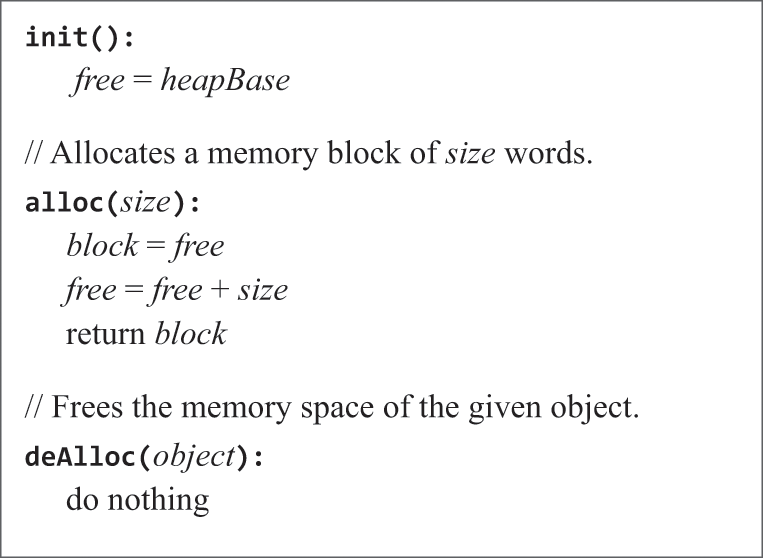 init():
free = heapBase
// Allocates a memory block of size words.
alloc(size):
block = free
free = free + size
return block
// Frees the memory space of the given object.
deAlloc(object):
do nothing